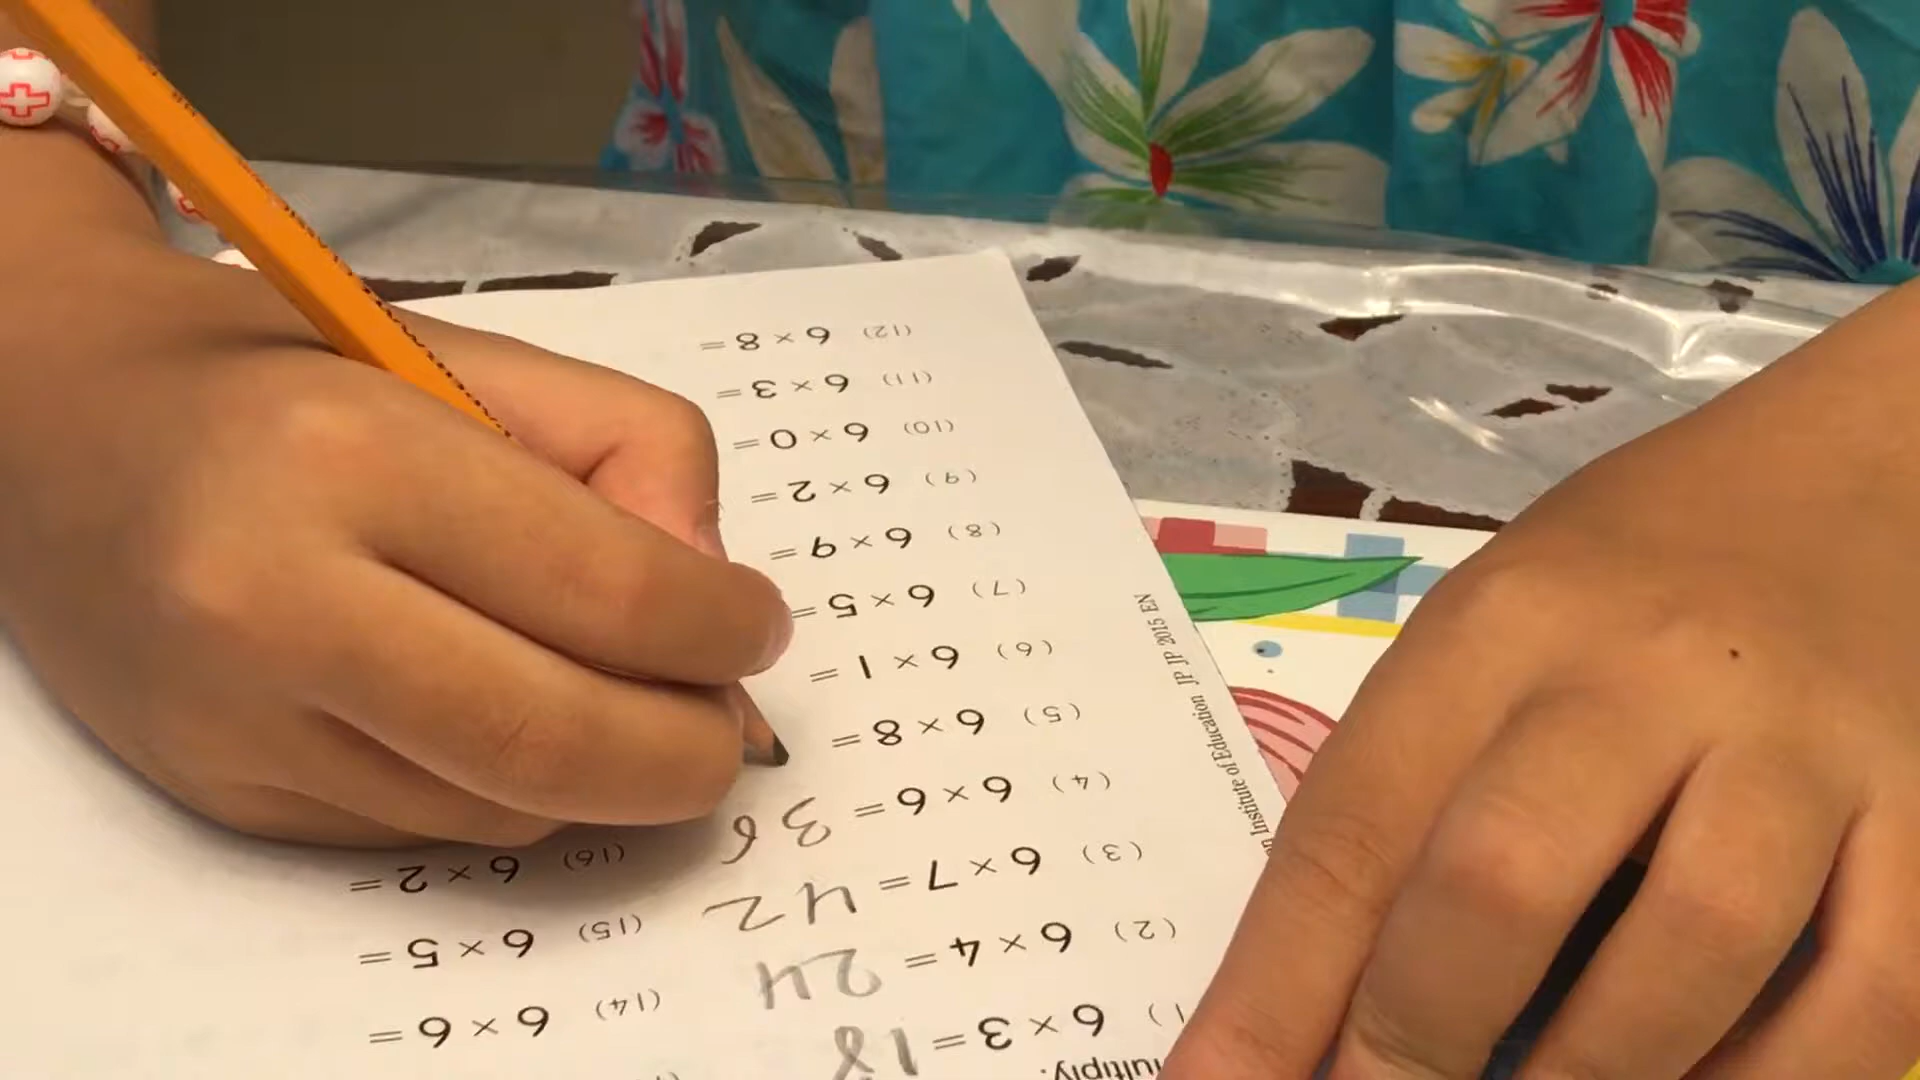 (1) 6 × 3 = 18
(2) 6 × 4 = 24
(3) 6 × 7 = 42
(4) 6 × 6 = 36
(5) 6 × 8 =
(6) 6 × 1 =
(7) 6 × 5 =
(8) 6 × 9 =
(9) 6 × 2 =
(10) 6 × 0 =
(11) 6 × 3 =
(12) 6 × 8 =
(14) 6 × 6 =
(15) 6 × 5 =
(16) 6 × 2 =
Institute of Education JP JP 2015 EN